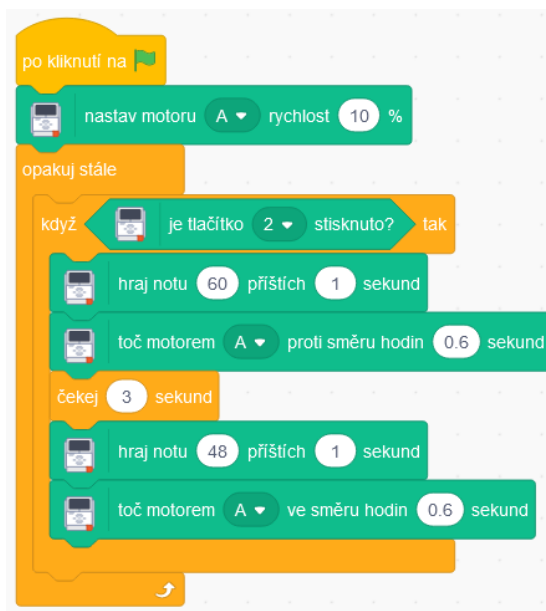 po kliknutí na
nastav motoru A rychlost 10 %
opakuj stále
když je tlačítko 2 stisknuto? tak
hraj notu 60 příštích 1 sekund
toč motorem A proti směru hodin 0.6 sekund
čekej 3 sekund
hraj notu 48 příštích 1 sekund
toč motorem A ve směru hodin 0.6 sekund